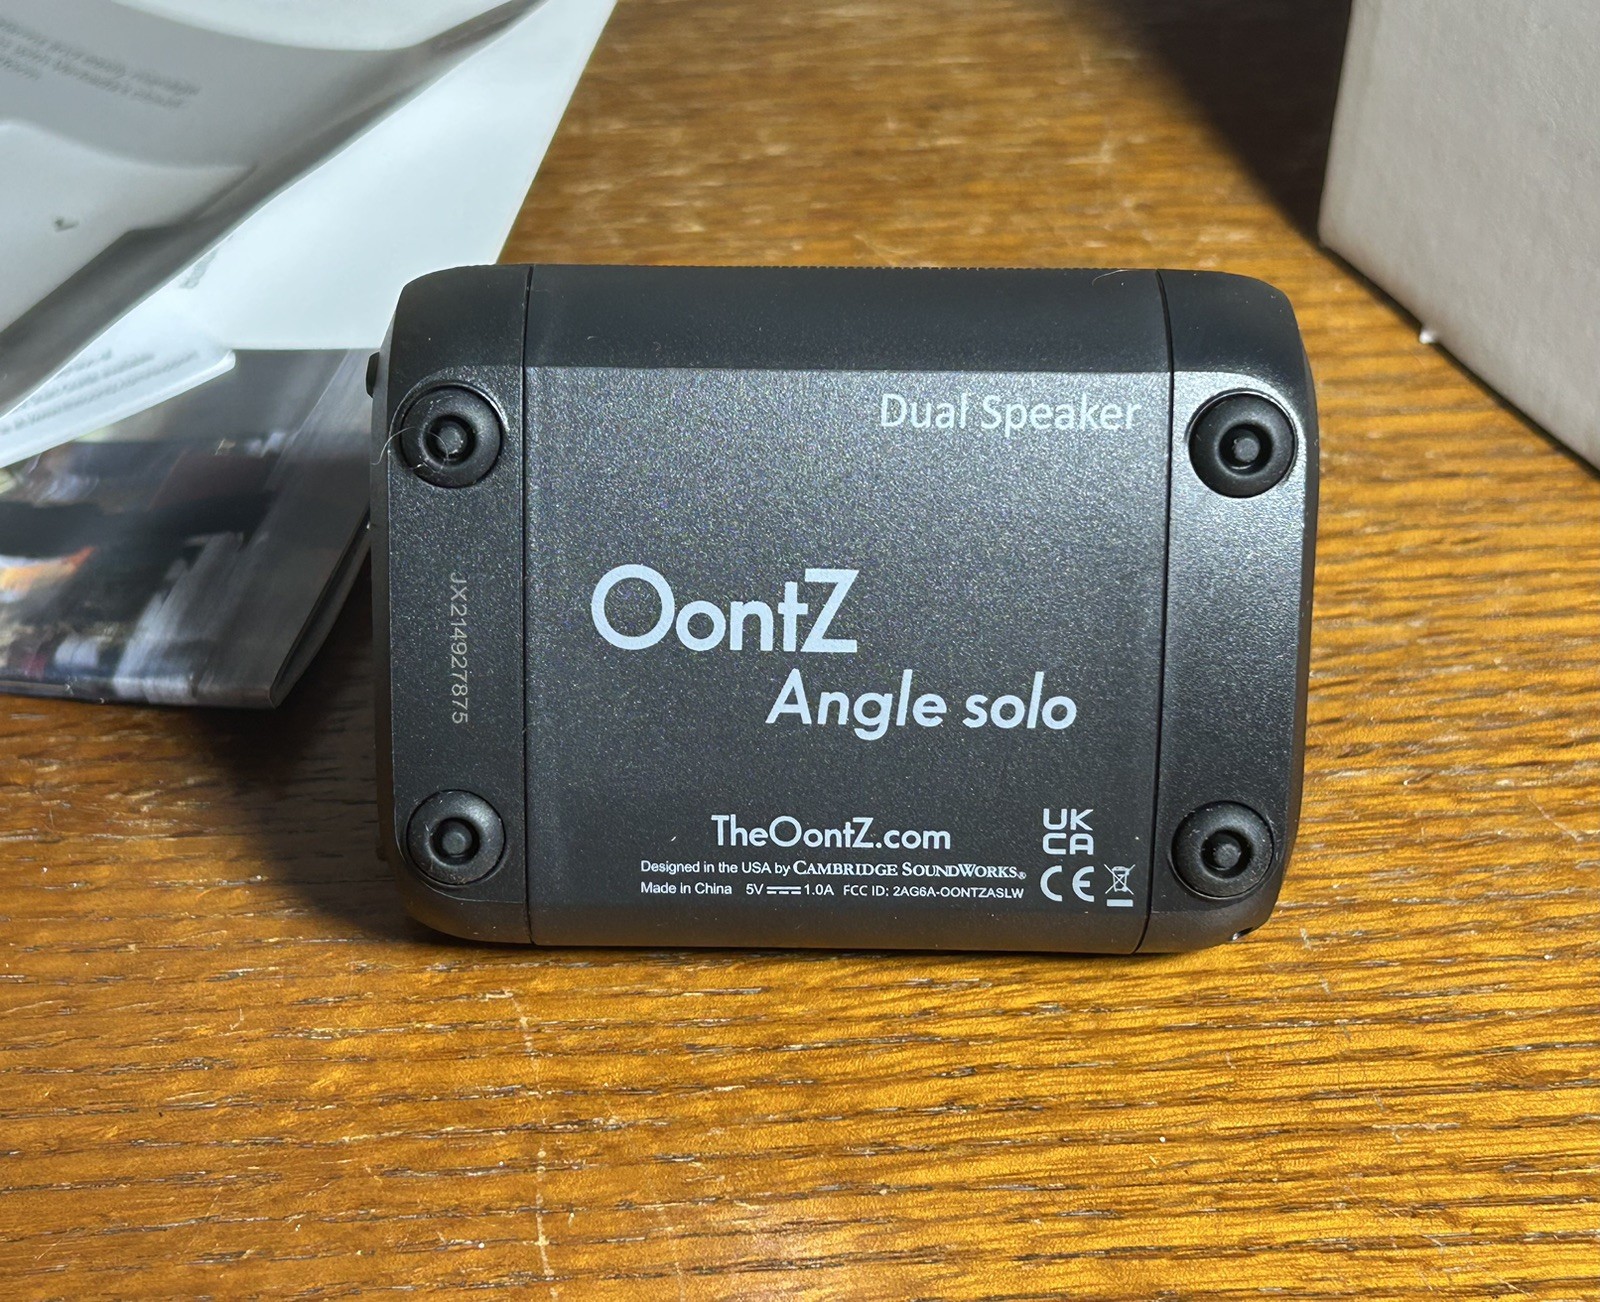 Dual Speaker
OontZ
Angle solo
JX214927875
TheOontZ.com
Designed in the USA by CAMBRIDGE SOUNDWORKS®
Made in China 5V 1.0A FCC ID: 2AG6A-OONTZASLW
UK
CA
CE